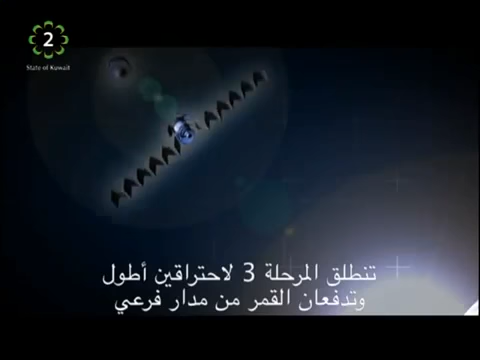 2
State of Kuwait
تنطلق المرحلة 3 لاحتراقين أطول
وتدفعان القمر من مدار فرعي